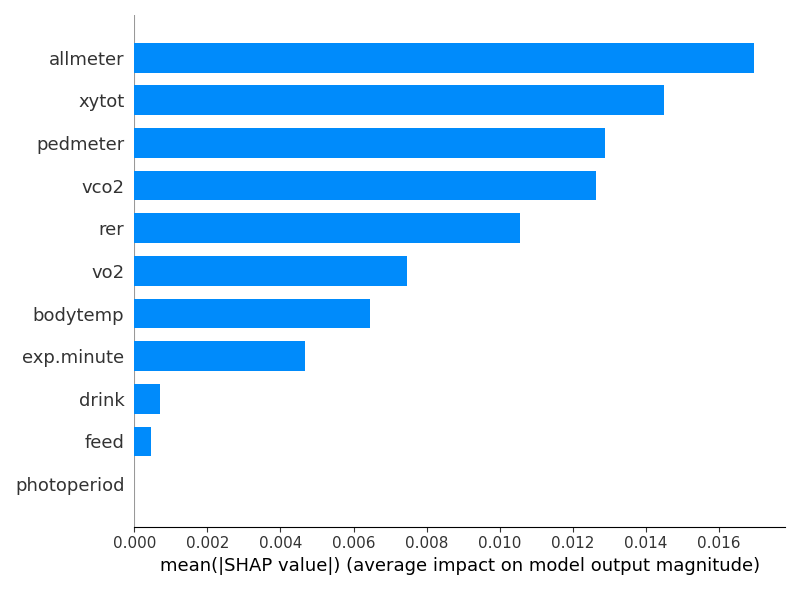 allmeter
xytot
pedmeter
vco2
rer
vo2
bodytemp
exp.minute
drink
feed
photoperiod
0.000 0.002 0.004 0.006 0.008 0.010 0.012 0.014 0.016
mean(|SHAP value|) (average impact on model output magnitude)